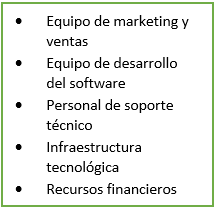 • Equipo de marketing y
ventas
• Equipo de desarrollo
del software
• Personal de soporte
técnico
• Infraestructura
tecnológica
• Recursos financieros